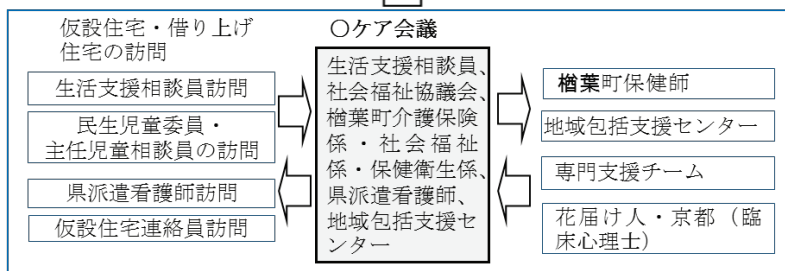 仮設住宅・借り上げ
住宅の訪問
生活支援相談員訪問
民生児童委員・
主任児童相談員の訪問
県派遣看護師訪問
仮設住宅連絡員訪問
〇ケア会議
生活支援相談員、
社会福祉協議会、
楢葉町介護保険
係・社会福祉
係・保健衛生係、
県派遣看護師、
地域包括支援セ
ンター
楢葉町保健師
地域包括支援センター
専門支援チーム
花届け人・京都（臨
床心理士）